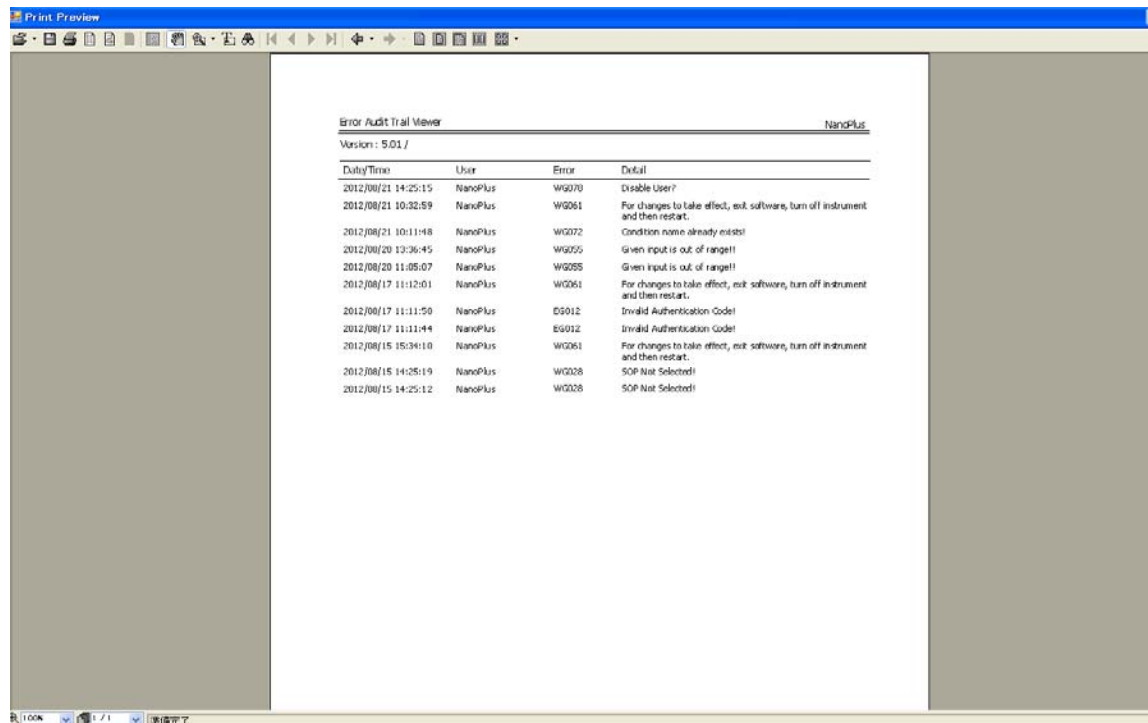 Print Preview
Error Audit Trail Viewer NanoPlus
Version : 5.01 /
Date/Time User Error Detail
2012/08/21 14:25:15 NanoPlus WG070 Disable User?
2012/08/21 10:32:59 NanoPlus WG061 For changes to take effect, exit software, turn off instrument
and then restart.
2012/08/21 10:11:48 NanoPlus WG072 Condition name already exists!
2012/08/20 13:36:45 NanoPlus WG055 Given input is out of range!!
2012/08/20 11:05:07 NanoPlus WG055 Given input is out of range!!
2012/08/17 11:12:01 NanoPlus WG061 For changes to take effect, exit software, turn off instrument
and then restart.
2012/08/17 11:11:50 NanoPlus EG012 Invalid Authentication Code!
2012/08/17 11:11:44 NanoPlus EG012 Invalid Authentication Code!
2012/08/15 15:34:10 NanoPlus WG061 For changes to take effect, exit software, turn off instrument
and then restart.
2012/08/15 14:25:19 NanoPlus WG028 SOP Not Selected!
2012/08/15 14:25:12 NanoPlus WG028 SOP Not Selected!
100% 1 / 1 準備完了